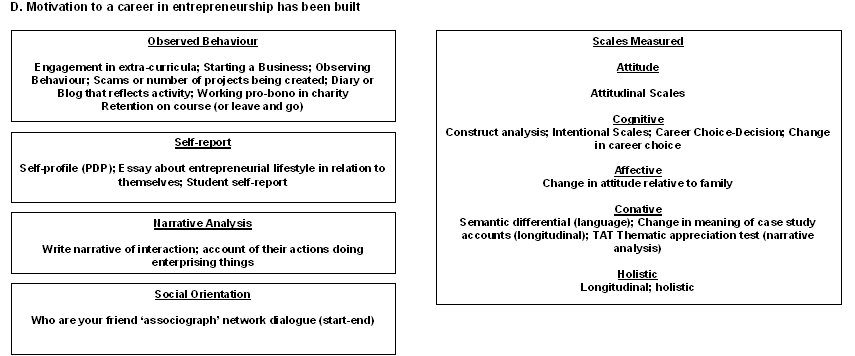 D. Motivation to a career in entrepreneurship has been built
Observed Behaviour
Engagement in extra-curricula; Starting a Business; Observing
Behaviour; Scams or number of projects being created; Diary or
Blog that reflects activity; Working pro-bono in charity
Retention on course (or leave and go)
Self-report
Self-profile (PDP); Essay about entrepreneurial lifestyle in relation to
themselves; Student self-report
Narrative Analysis
Write narrative of interaction; account of their actions doing
enterprising things
Social Orientation
Who are your friend ‘associograph’ network dialogue (start-end)
Scales Measured
Attitude
Attitudinal Scales
Cognitive
Construct analysis; Intentional Scales; Career Choice-Decision; Change
in career choice
Affective
Change in attitude relative to family
Conative
Semantic differential (language); Change in meaning of case study
accounts (longitudinal); TAT Thematic appreciation test (narrative
analysis)
Holistic
Longitudinal; holistic